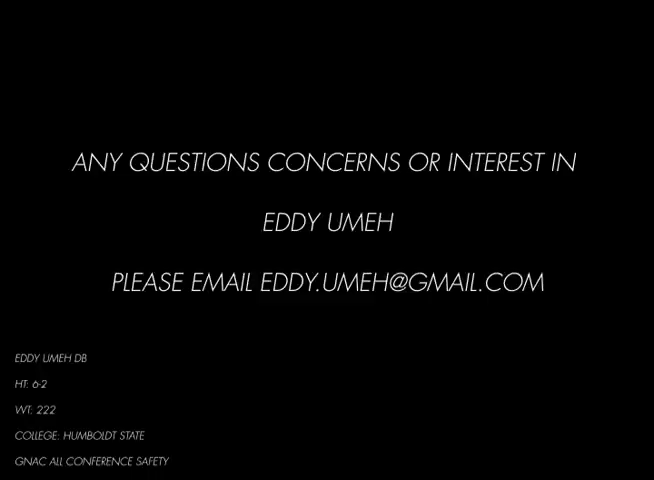 ANY QUESTIONS CONCERNS OR INTEREST IN
EDDY UMEH
PLEASE EMAIL EDDY.UMEH@GMAIL.COM
EDDY UMEH DB
HT: 6-2
WT: 222
COLLEGE: HUMBOLDT STATE
GNAC ALL CONFERENCE SAFETY